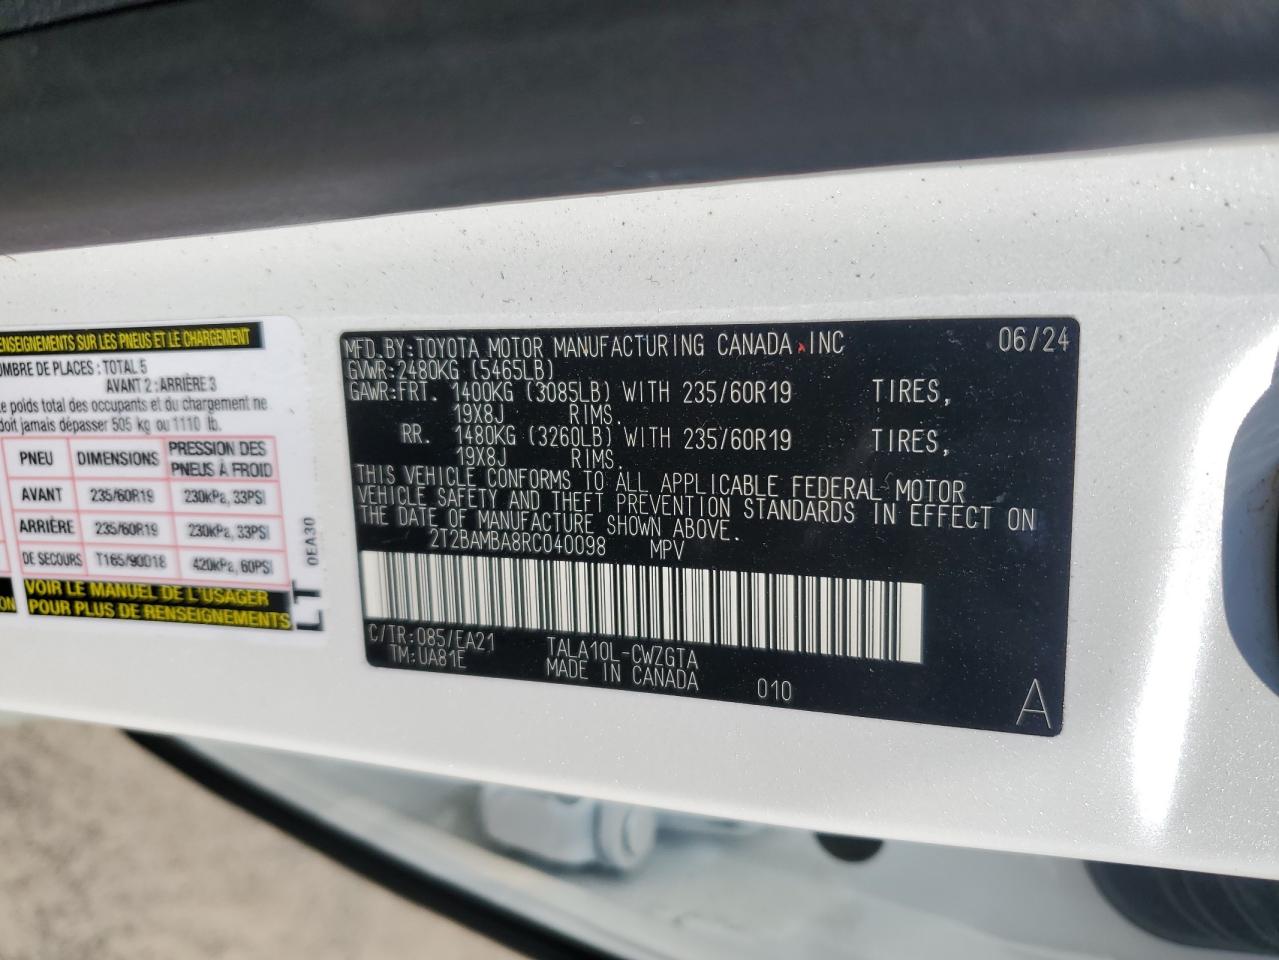 ENSEIGNEMENTS SUR LES PNEUS ET LE CHARGEMENT
MBRE DE PLACES : TOTAL 5
AVANT 2 : ARRIÈRE 3
e poids total des occupants et du chargement ne
doit jamais dépasser 505 kg ou 1110 lb.
PNEU DIMENSIONS PRESSION DES PNEUS À FROID
AVANT 235/60R19 230kPa, 33PSI
ARRIÈRE 235/60R19 230kPa, 33PSI
DE SECOURS T165/90D18 420kPa, 60PSI
ON
VOIR LE MANUEL DE L'USAGER
POUR PLUS DE RENSEIGNEMENTS
LT 0EA30
MFD.BY:TOYOTA MOTOR MANUFACTURING CANADA INC 06/24
GVWR:2480KG (5465LB)
GAWR:FRT. 1400KG (3085LB) WITH 235/60R19 TIRES,
19X8J RIMS.
RR. 1480KG (3260LB) WITH 235/60R19 TIRES,
19X8J RIMS.
THIS VEHICLE CONFORMS TO ALL APPLICABLE FEDERAL MOTOR
VEHICLE SAFETY AND THEFT PREVENTION STANDARDS IN EFFECT ON
THE DATE OF MANUFACTURE SHOWN ABOVE.
2T2BAMBA8RC040098 MPV
C/TR:085/EA21 TALA10L-CWZGTA
TM:UA81E MADE IN CANADA 010
A